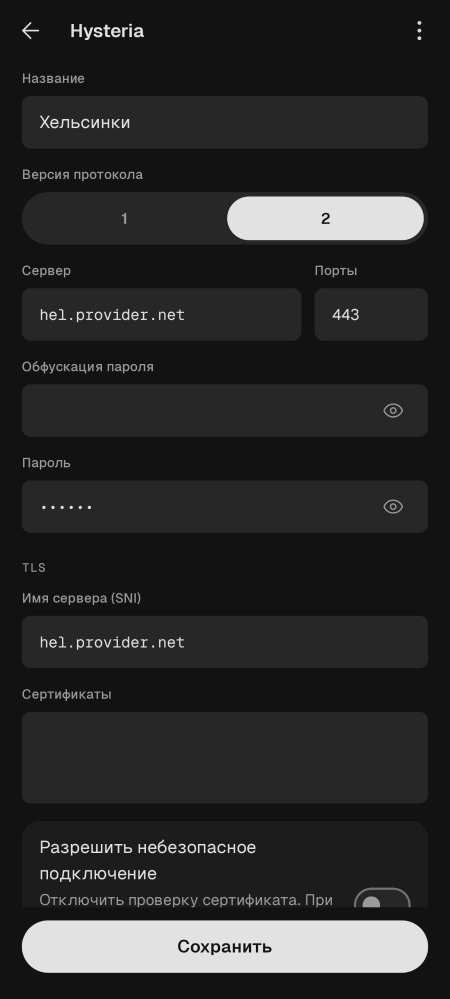 Hysteria
Название
Хельсинки
Версия протокола
1
2
Сервер
Порты
hel.provider.net
443
Обфускация пароля
Пароль
••••••
TLS
Имя сервера (SNI)
hel.provider.net
Сертификаты
Разрешить небезопасное
подключение
Отключить проверку сертификата. При
Сохранить